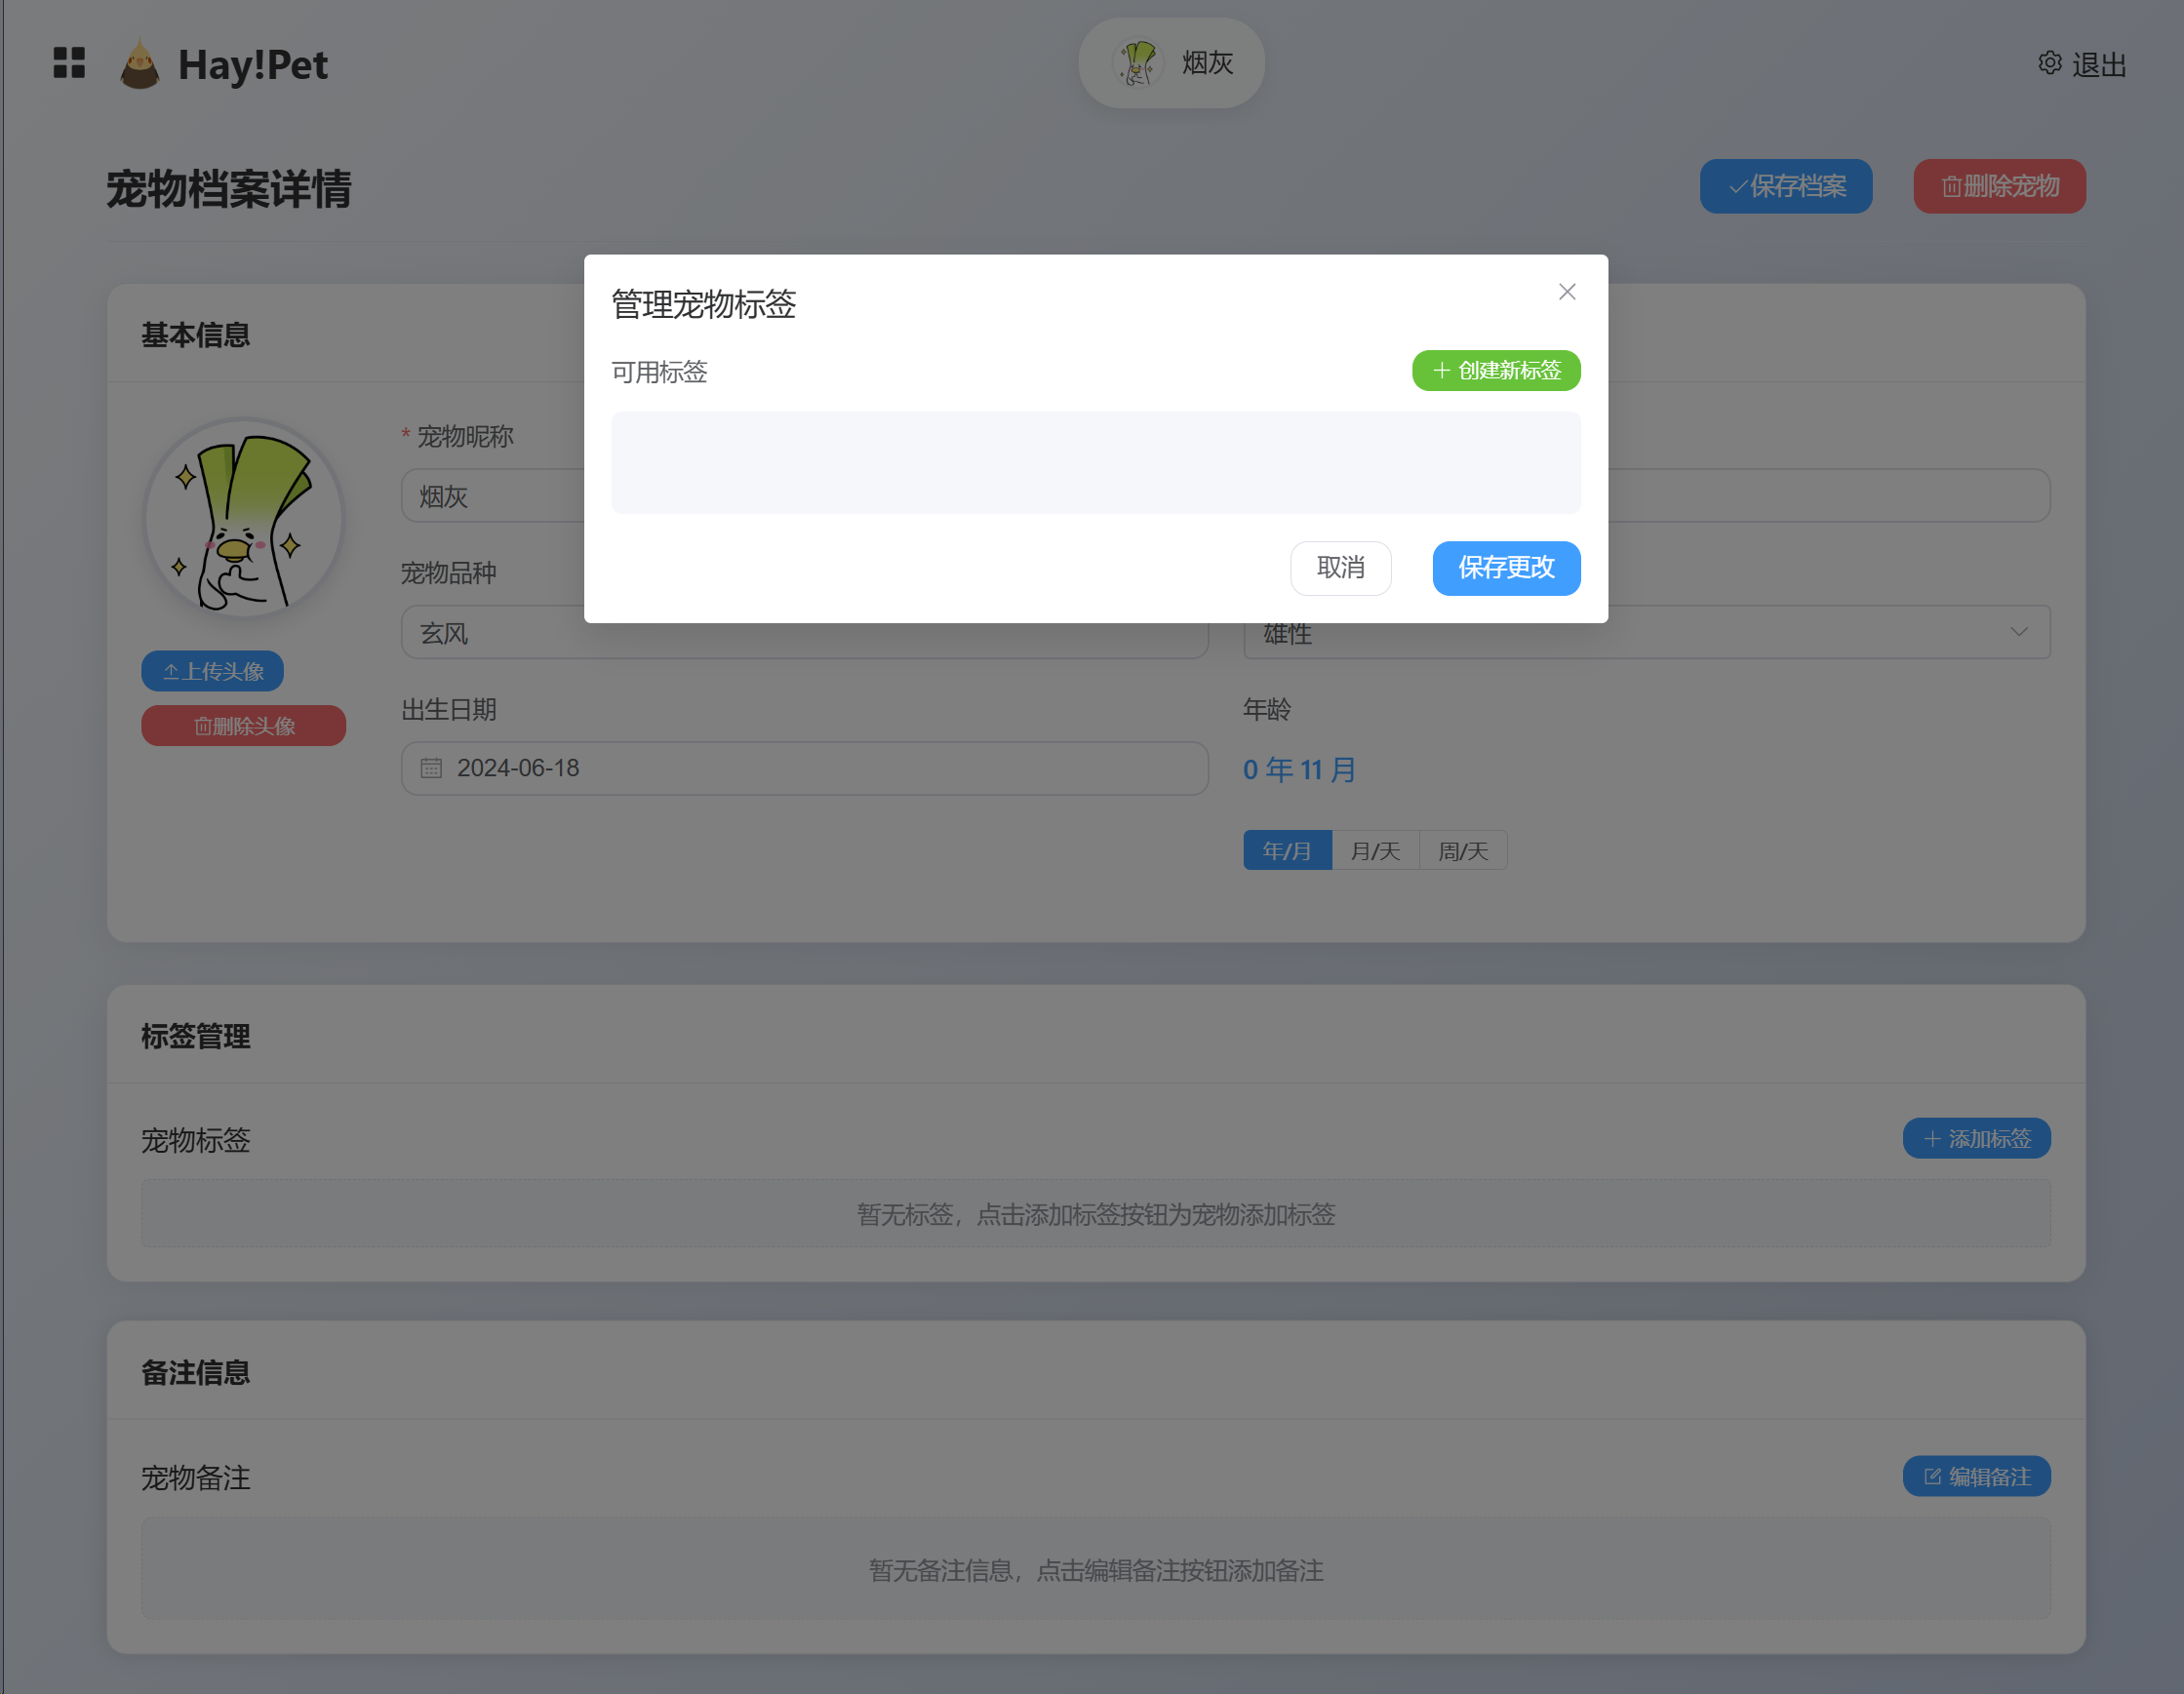 Hay!Pet
烟灰
退出
宠物档案详情
保存档案
删除宠物
管理宠物标签
可用标签
创建新标签
取消
保存更改
基本信息
* 宠物昵称
烟灰
宠物品种
玄风
雄性
上传头像
删除头像
出生日期
2024-06-18
年龄
0 年 11 月
年/月
月/天
周/天
标签管理
宠物标签
添加标签
暂无标签，点击添加标签按钮为宠物添加标签
备注信息
宠物备注
编辑备注
暂无备注信息，点击编辑备注按钮添加备注